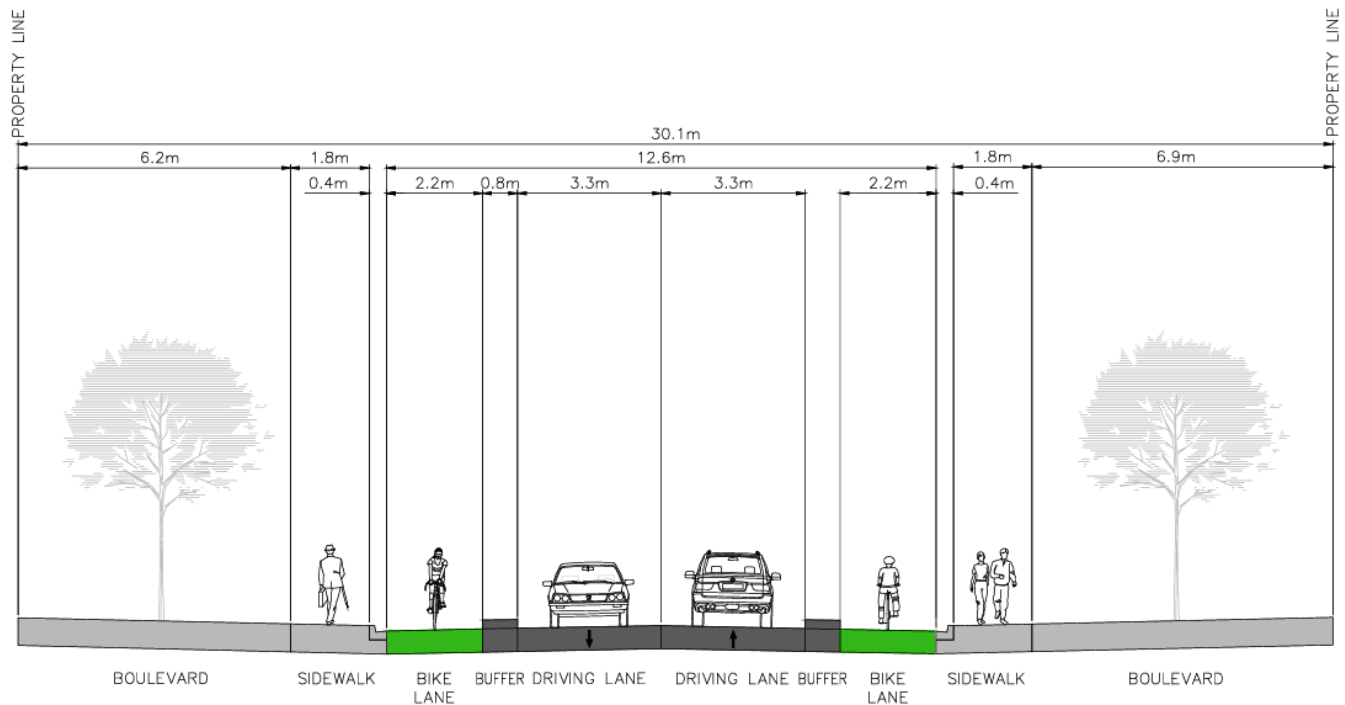 PROPERTY LINE
PROPERTY LINE
30.1m
6.2m
1.8m
12.6m
1.8m
6.9m
0.4m
2.2m
0.8m
3.3m
3.3m
2.2m
0.4m
BOULEVARD
SIDEWALK
BIKE
LANE
BUFFER
DRIVING LANE
DRIVING LANE
BUFFER
BIKE
LANE
SIDEWALK
BOULEVARD